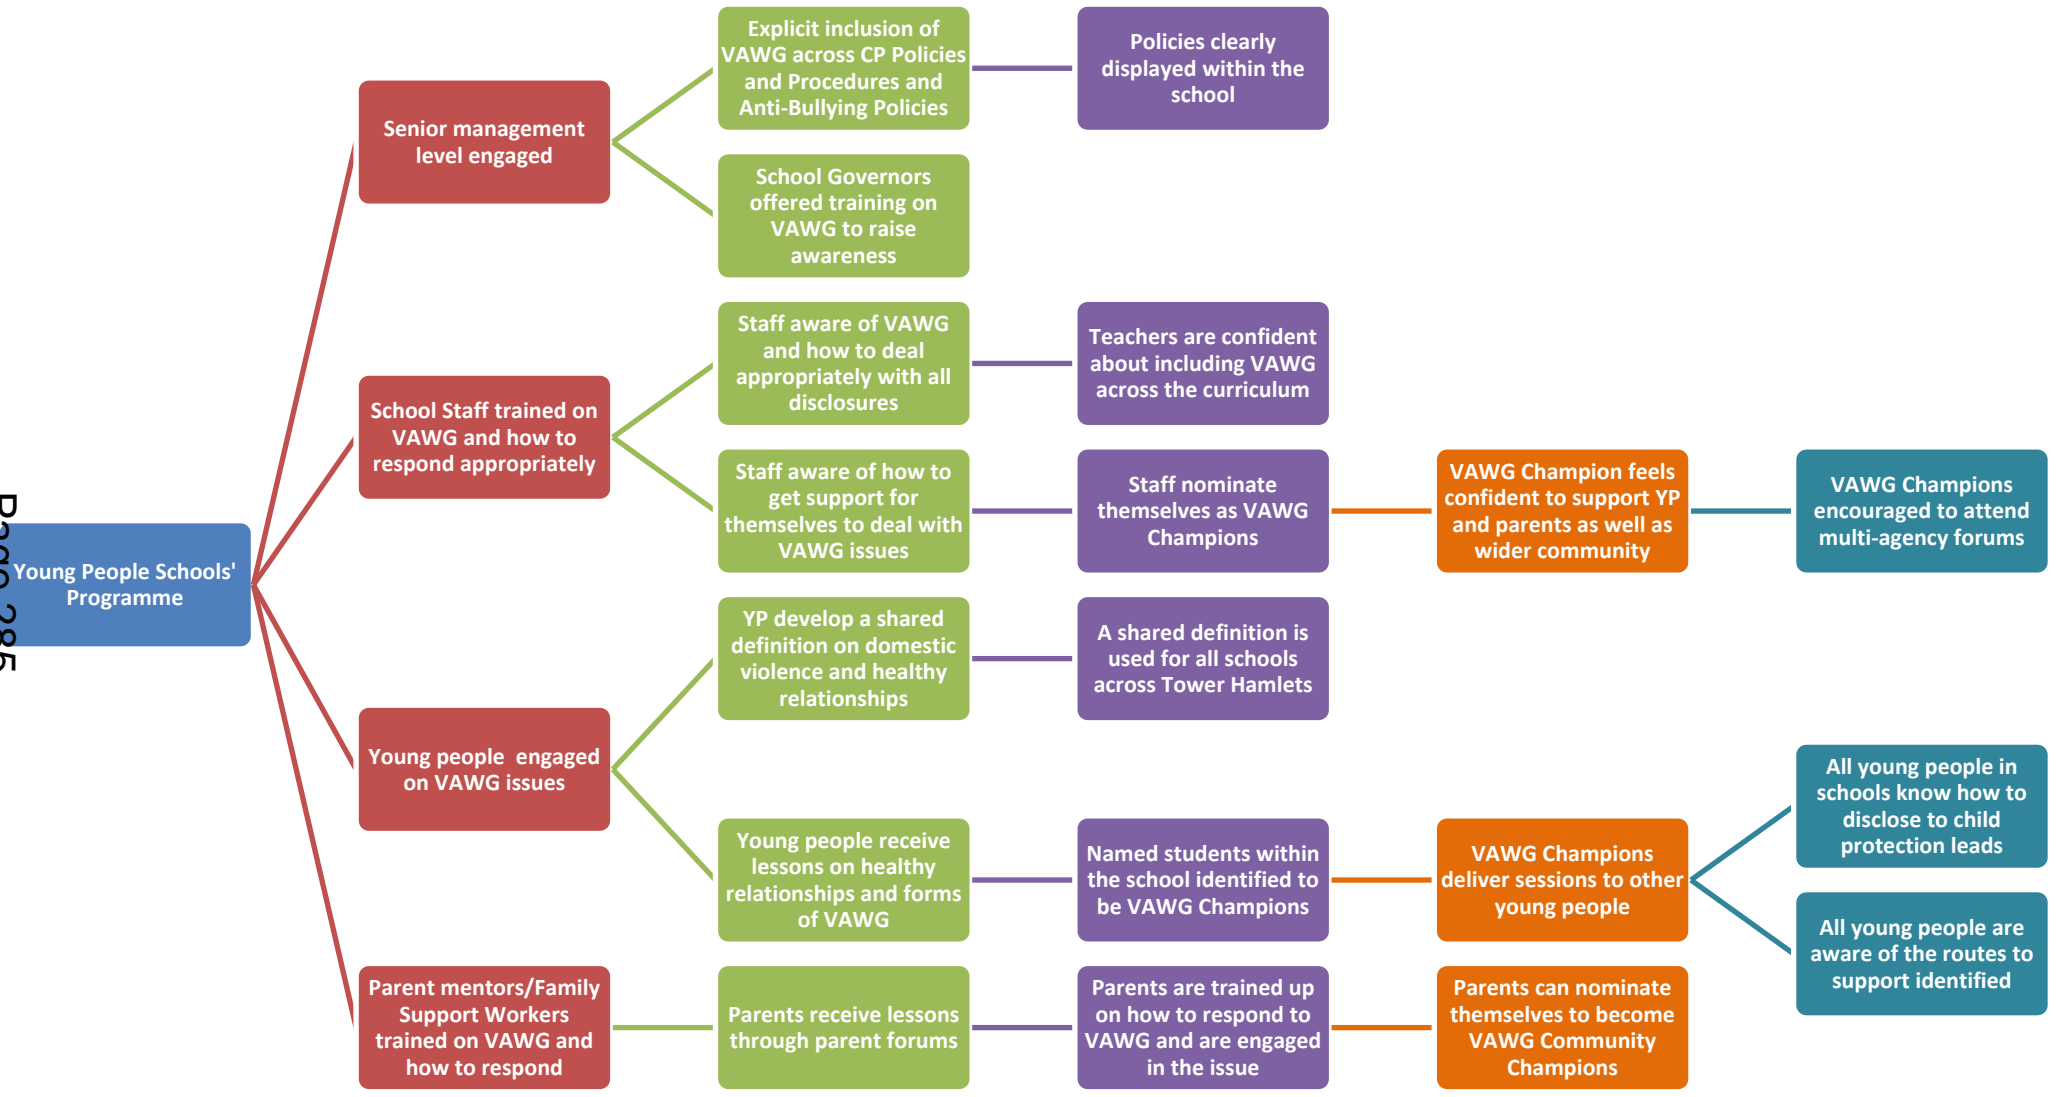 Explicit inclusion of
VAWG across CP Policies
and Procedures and
Anti-Bullying Policies
Policies clearly
displayed within the
school
Senior management
level engaged
School Governors
offered training on
VAWG to raise
awareness
Staff aware of VAWG
and how to deal
appropriately with all
disclosures
Teachers are confident
about including VAWG
across the curriculum
School Staff trained on
VAWG and how to
respond appropriately
Staff aware of how to
get support for
themselves to deal with
VAWG issues
Staff nominate
themselves as VAWG
Champions
VAWG Champion feels
confident to support YP
and parents as well as
wider community
VAWG Champions
encouraged to attend
multi-agency forums
Page 285
Young People Schools'
Programme
YP develop a shared
definition on domestic
violence and healthy
relationships
A shared definition is
used for all schools
across Tower Hamlets
Young people engaged
on VAWG issues
Young people receive
lessons on healthy
relationships and forms
of VAWG
Named students within
the school identified to
be VAWG Champions
VAWG Champions
deliver sessions to other
young people
All young people in
schools know how to
disclose to child
protection leads
All young people are
aware of the routes to
support identified
Parent mentors/Family
Support Workers
trained on VAWG and
how to respond
Parents receive lessons
through parent forums
Parents are trained up
on how to respond to
VAWG and are engaged
in the issue
Parents can nominate
themselves to become
VAWG Community
Champions